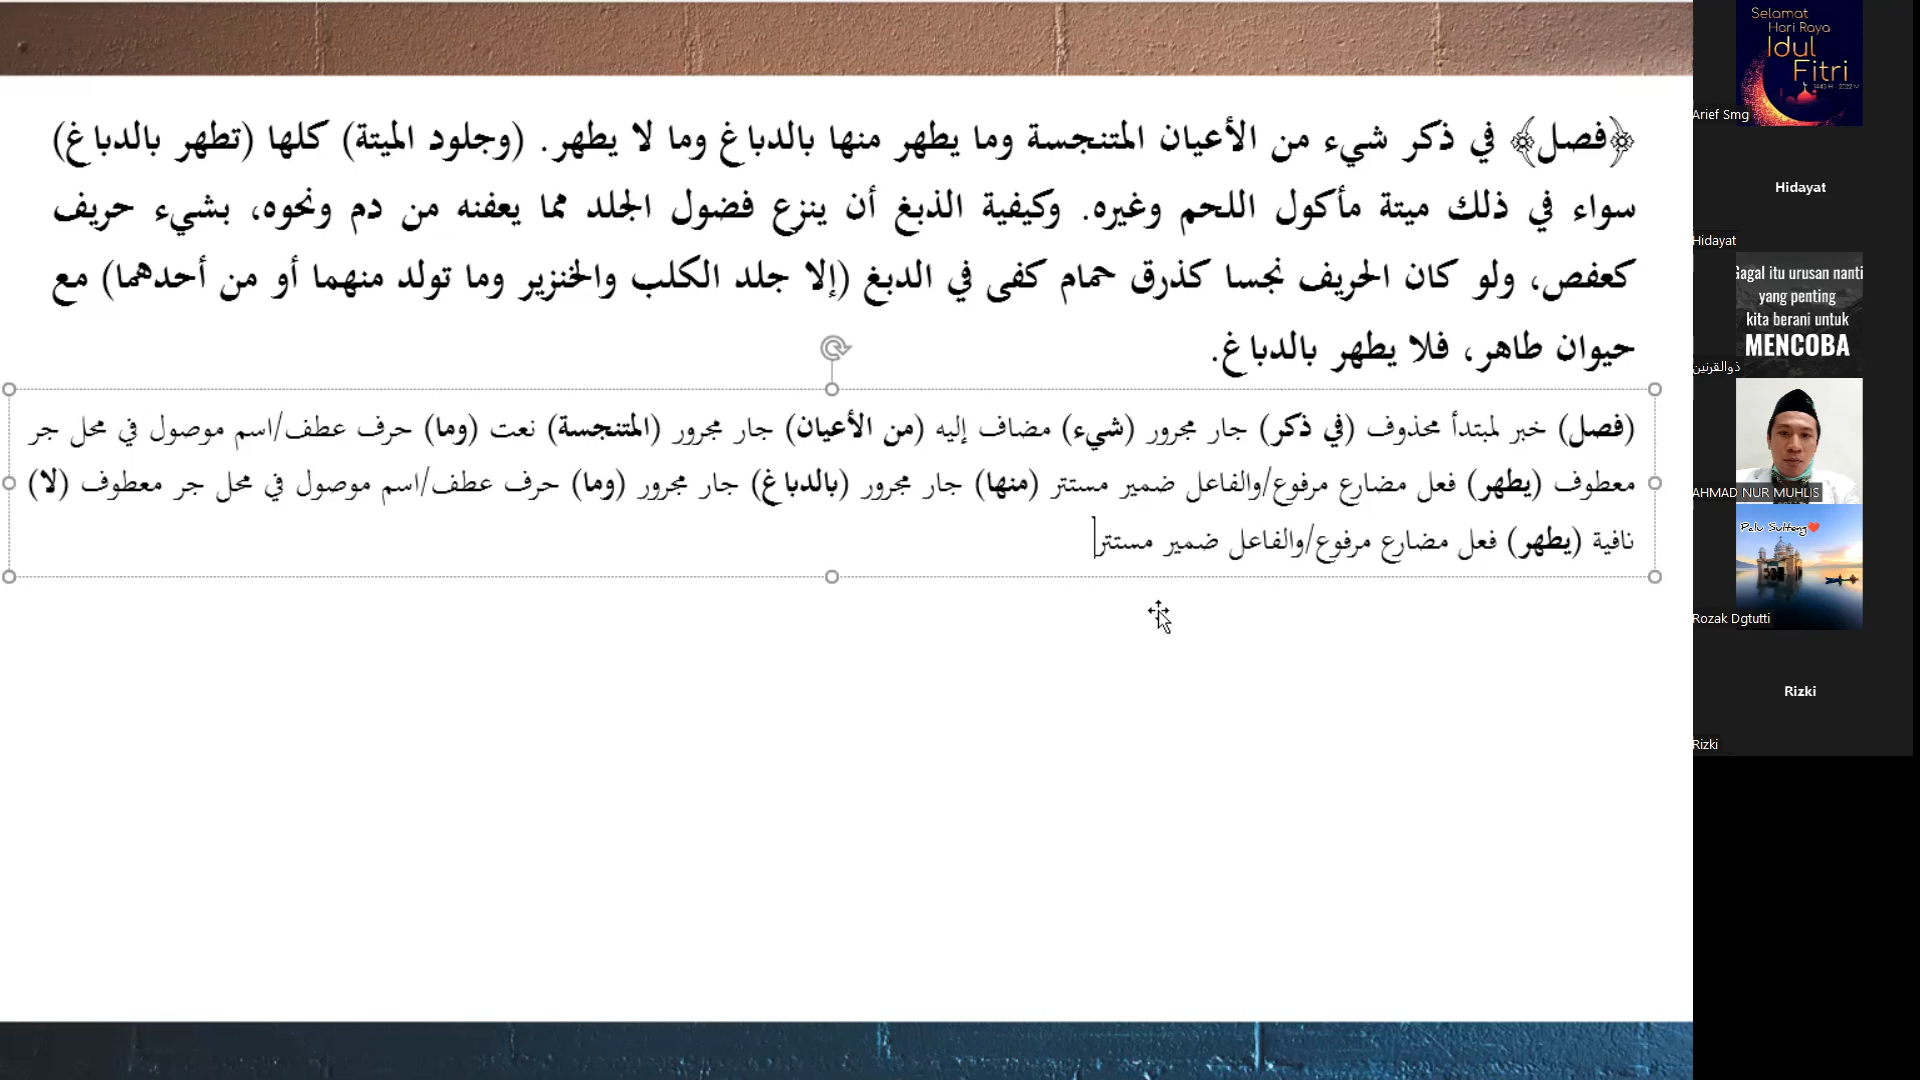 ﴿فصل﴾ في ذكر شيء من الأعيان المتنجسة وما يطهر منها بالدباغ وما لا يطهر. (وجلود الميتة) كلها (تطهر بالدباغ)
سواء في ذلك ميتة مأكول اللحم وغيره. وكيفية الذبغ أن ينزع فضول الجلد مما يعفنه من دم ونحوه، بشيء حريف
كعفص، ولو كان الحريف نجسا كذرق حمام كفى في الدبغ (إلا جلد الكلب والخنزير وما تولد منهما أو من أحدهما) مع
حيوان طاهر، فلا يطهر بالدباغ.
(فصل) خبر لمبتدأ محذوف (في ذكر) جار مجرور (شيء) مضاف إليه (من الأعيان) جار مجرور (المتنجسة) نعت (وما) حرف عطف/اسم موصول في محل جر
معطوف (يطهر) فعل مضارع مرفوع/والفاعل ضمير مستتر (منها) جار مجرور (بالدباغ) جار مجرور (وما) حرف عطف/اسم موصول في محل جر معطوف (لا)
نافية (يطهر) فعل مضارع مرفوع/والفاعل ضمير مستتر
Selamat
Hari Raya
Idul
Fitri
1443 H - 2022 M
Arief Smg
Hidayat
Hidayat
Gagal itu urusan nanti
yang penting
kita berani untuk
MENCOBA
ذوالقرنين
AHMAD NUR MUHLIS
Palu Sulteng
Rozak Dgtutti
Rizki
Rizki